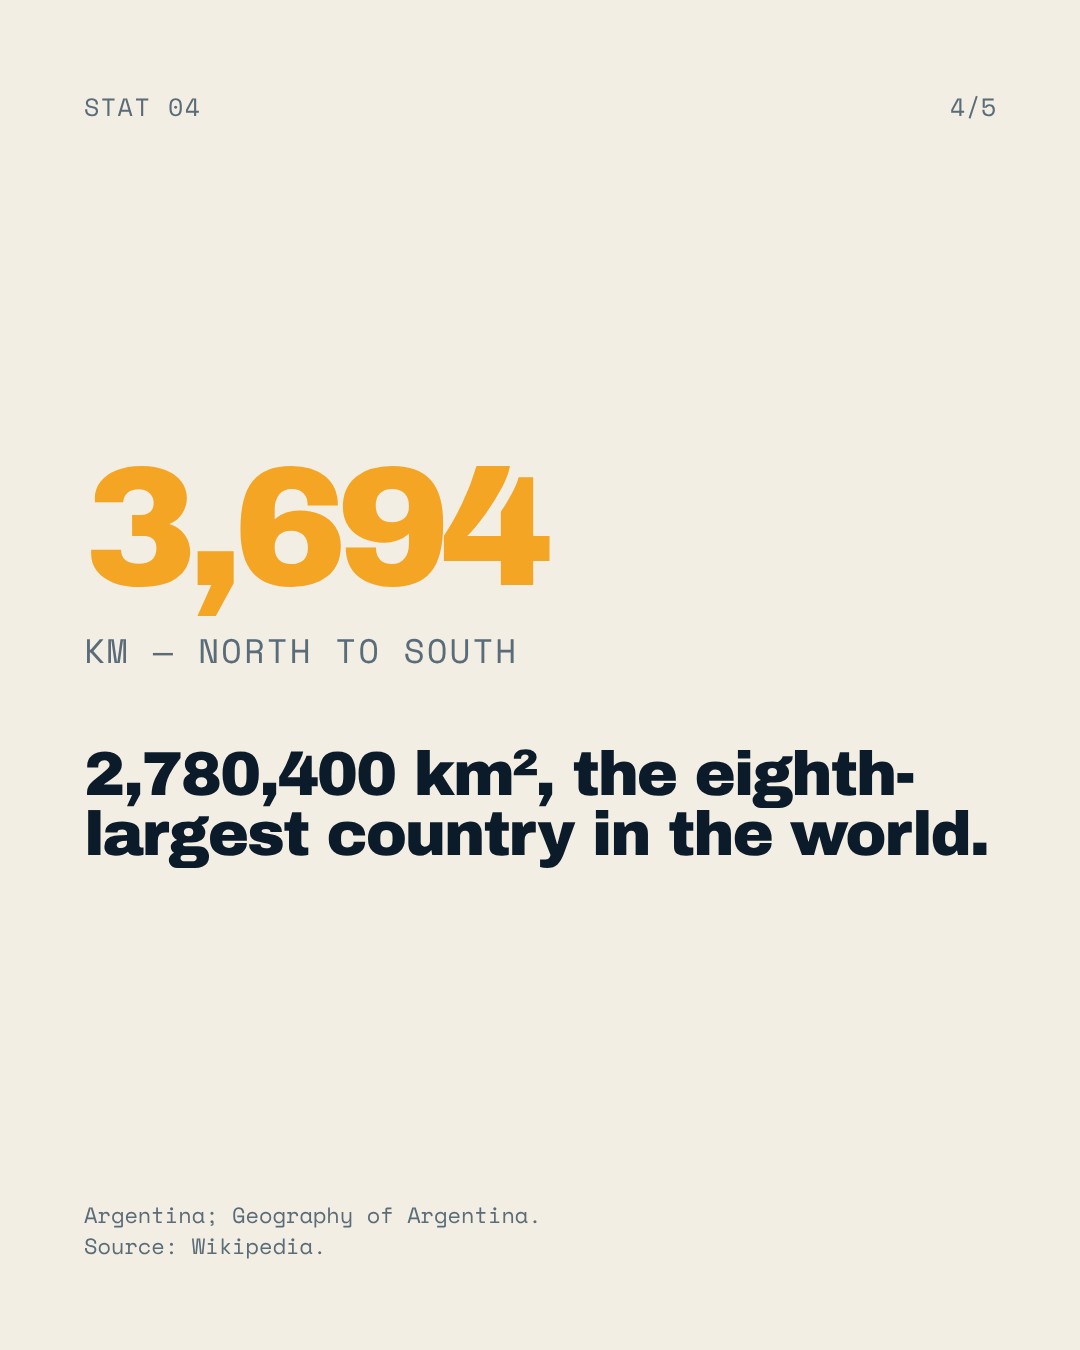 STAT 04
4/5
3,694
KM — NORTH TO SOUTH
2,780,400 km², the eighth-
largest country in the world.
Argentina; Geography of Argentina.
Source: Wikipedia.